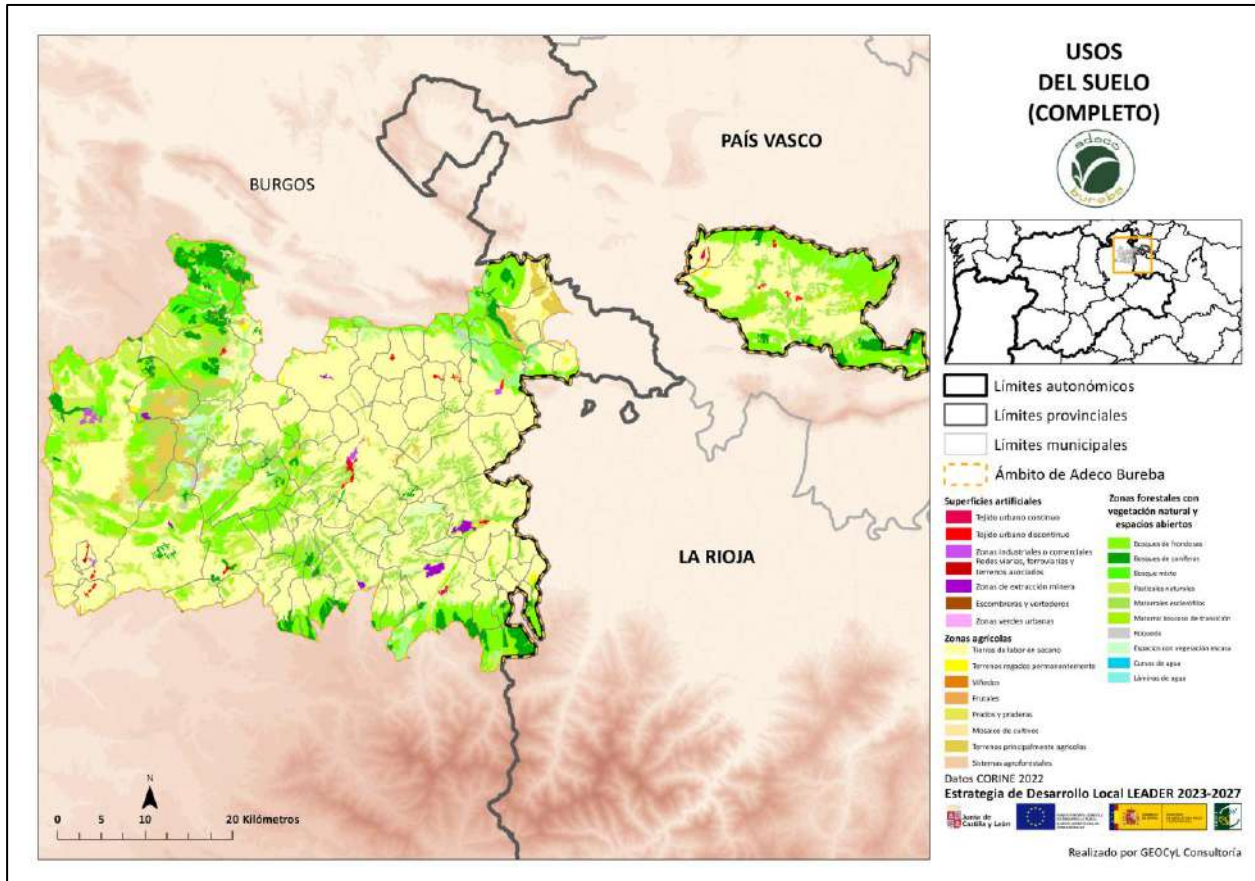 USOS
DEL SUELO
(COMPLETO)
adeco
bureba
PAÍS VASCO
BURGOS
LA RIOJA
Límites autonómicos
Límites provinciales
Límites municipales
Ámbito de Adeco Bureba
Superficies artificiales
Tejido urbano continuo
Tejido urbano discontinuo
Zonas industriales o comerciales
Redes viarias, ferroviarias y
terrenos asociados
Zonas de extracción minera
Escombreras y vertederos
Zonas verdes urbanas
Zonas agrícolas
Tierras de labor en secano
Terrenos regados permanentemente
Viñedos
Frutales
Prados y praderas
Mosaico de cultivos
Terrenos principalmente agrícolas
Sistemas agroforestales
Zonas forestales con
vegetación natural y
espacios abiertos
Bosques de frondosas
Bosques de coníferas
Bosque mixto
Pastizales naturales
Matorrales esclerófilos
Matorral boscoso de transición
Roquedo
Espacios con vegetación escasa
Cursos de agua
Láminas de agua
Datos CORINE 2022
Estrategia de Desarrollo Local LEADER 2023-2027
Junta de
Castilla y León
Realizado por GEOCyL Consultoría
N
0 5 10 20 Kilómetros